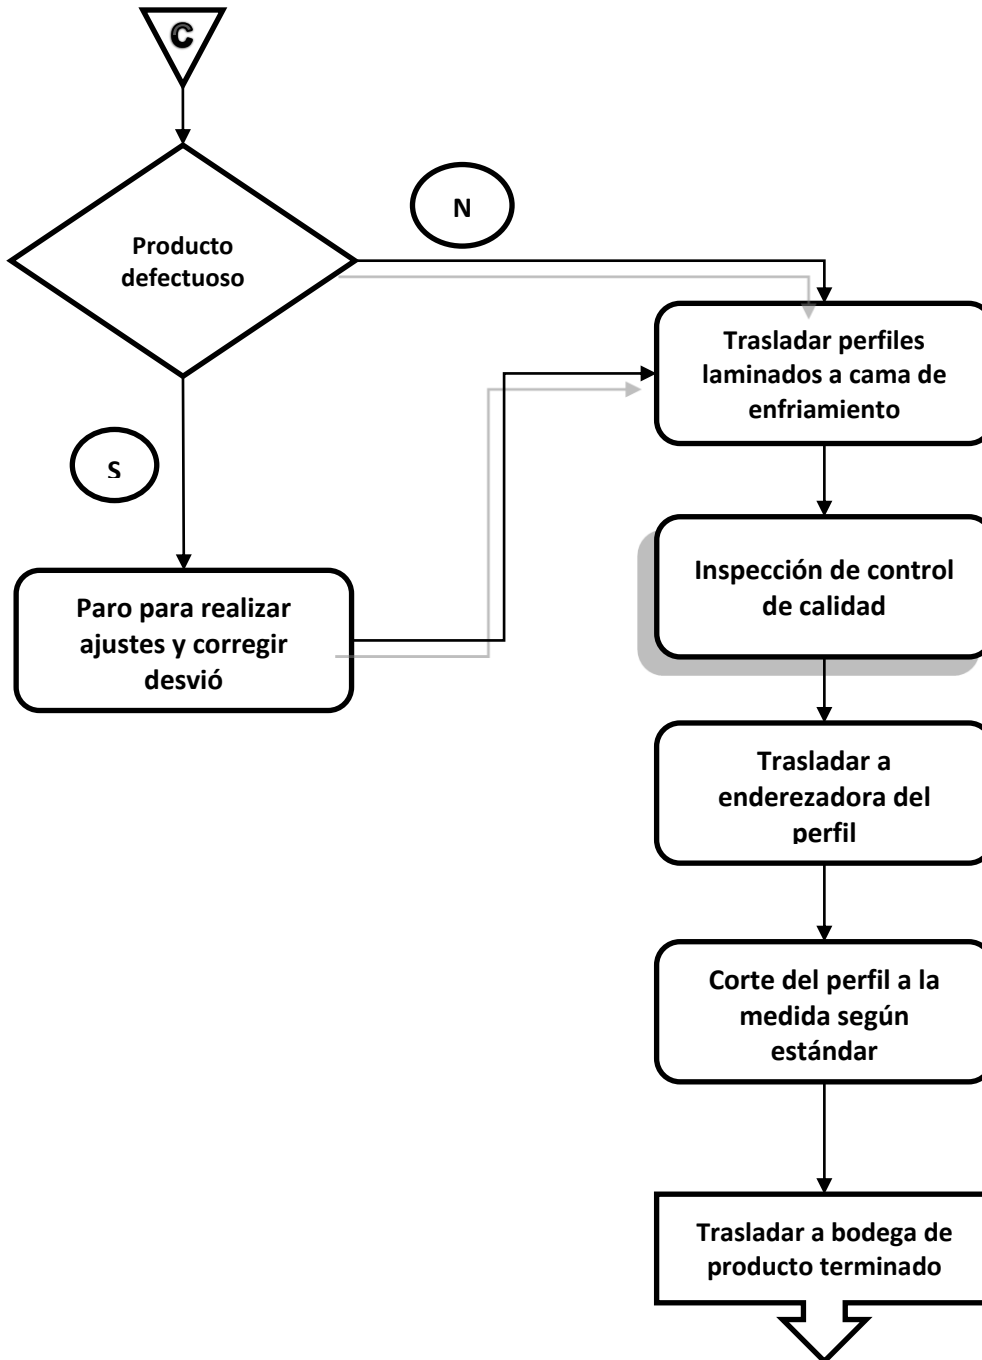 C
Producto
defectuoso
N
S
Trasladar perfiles
laminados a cama de
enfriamiento
Inspección de control
de calidad
Paro para realizar
ajustes y corregir
desvió
Trasladar a
enderezadora del
perfil
Corte del perfil a la
medida según
estándar
Trasladar a bodega de
producto terminado